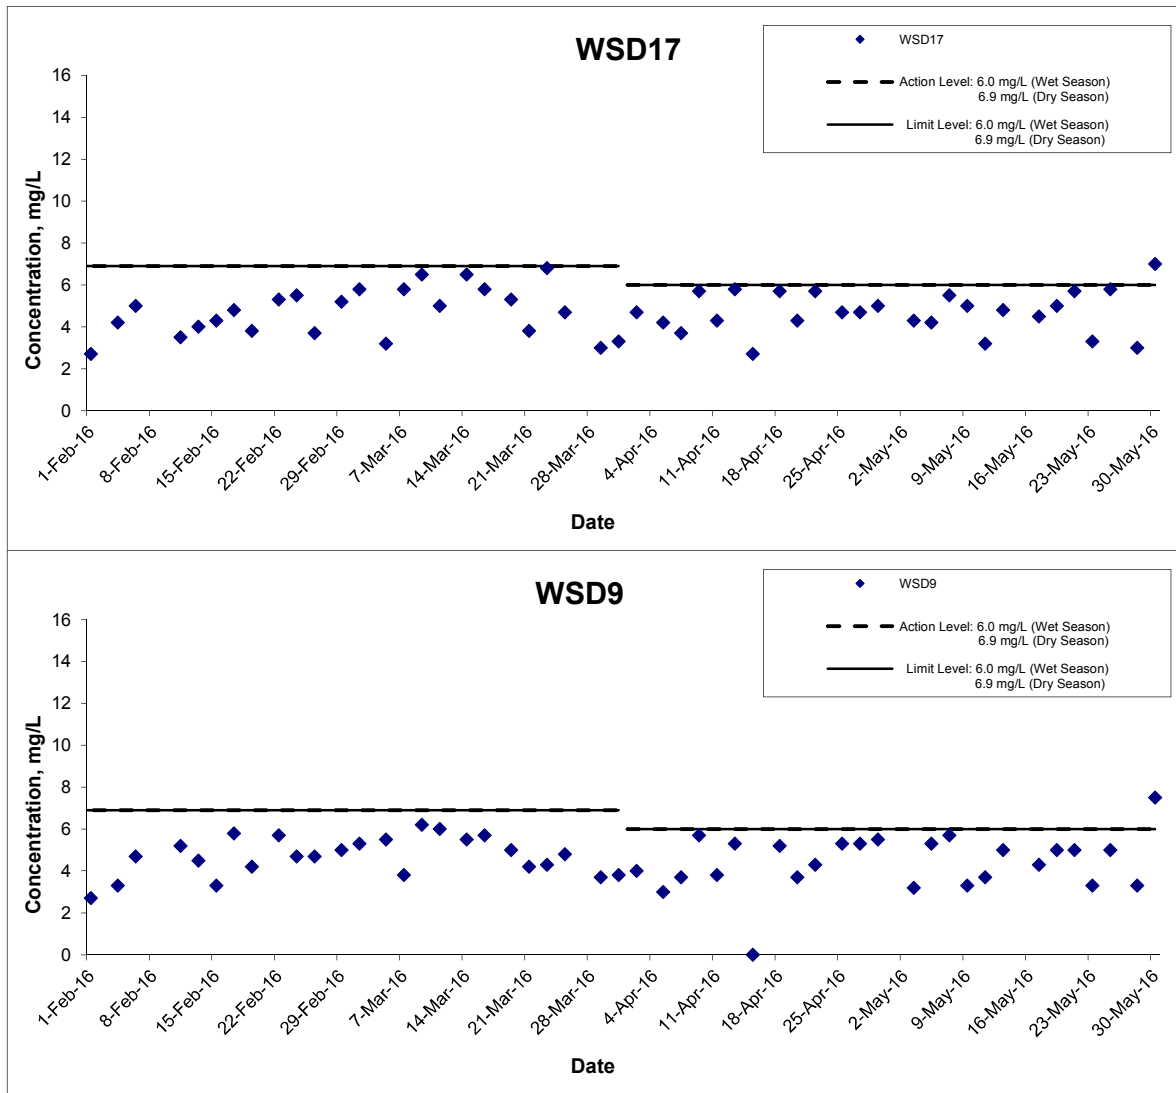 WSD17
WSD17
Action Level: 6.0 mg/L (Wet Season)
6.9 mg/L (Dry Season)
Limit Level: 6.0 mg/L (Wet Season)
6.9 mg/L (Dry Season)
Concentration, mg/L
16
14
12
10
8
6
4
2
0
1-Feb-16
8-Feb-16
15-Feb-16
22-Feb-16
29-Feb-16
7-Mar-16
14-Mar-16
21-Mar-16
28-Mar-16
4-Apr-16
11-Apr-16
18-Apr-16
25-Apr-16
2-May-16
9-May-16
16-May-16
23-May-16
30-May-16
Date
WSD9
WSD9
Action Level: 6.0 mg/L (Wet Season)
6.9 mg/L (Dry Season)
Limit Level: 6.0 mg/L (Wet Season)
6.9 mg/L (Dry Season)
Concentration, mg/L
16
14
12
10
8
6
4
2
0
1-Feb-16
8-Feb-16
15-Feb-16
22-Feb-16
29-Feb-16
7-Mar-16
14-Mar-16
21-Mar-16
28-Mar-16
4-Apr-16
11-Apr-16
18-Apr-16
25-Apr-16
2-May-16
9-May-16
16-May-16
23-May-16
30-May-16
Date